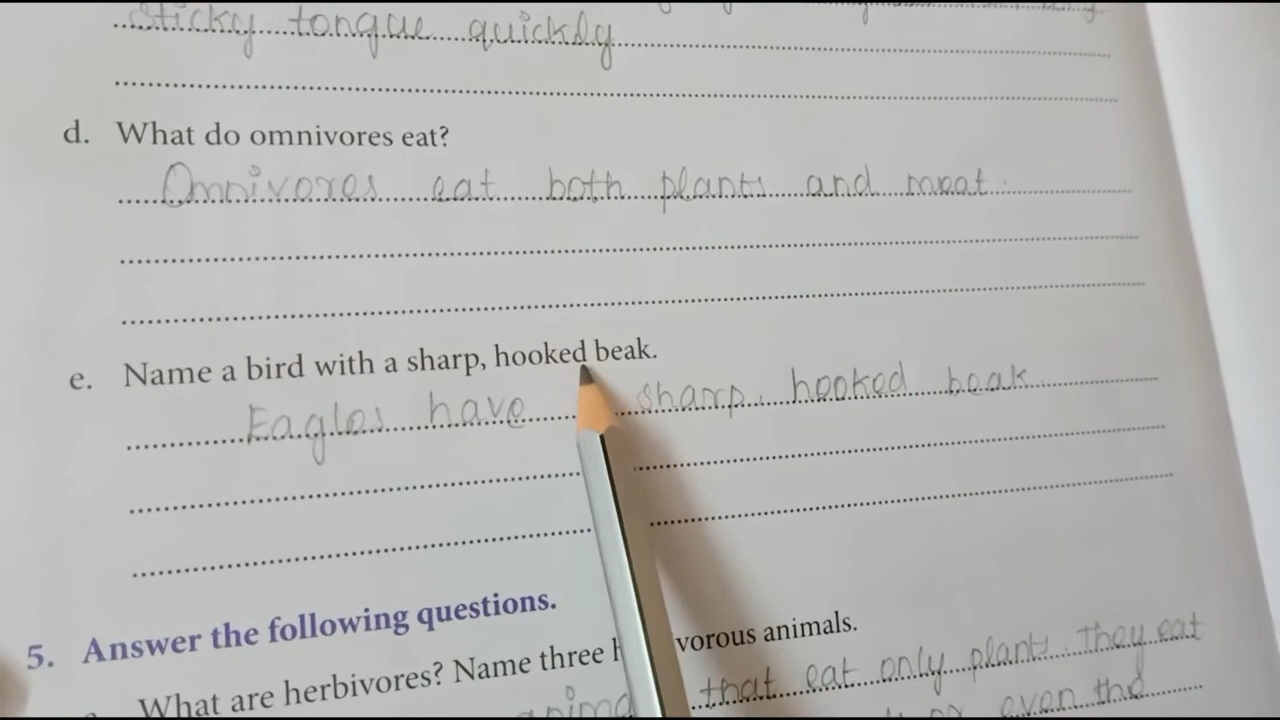 sticky tongue quickly
d. What do omnivores eat?
Omnivores eat both plants and meat.
e. Name a bird with a sharp, hooked beak.
Eagles have sharp, hooked beak.
5. Answer the following questions.
What are herbivores? Name three h vorous animals.
that eat only plants. They eat
even the